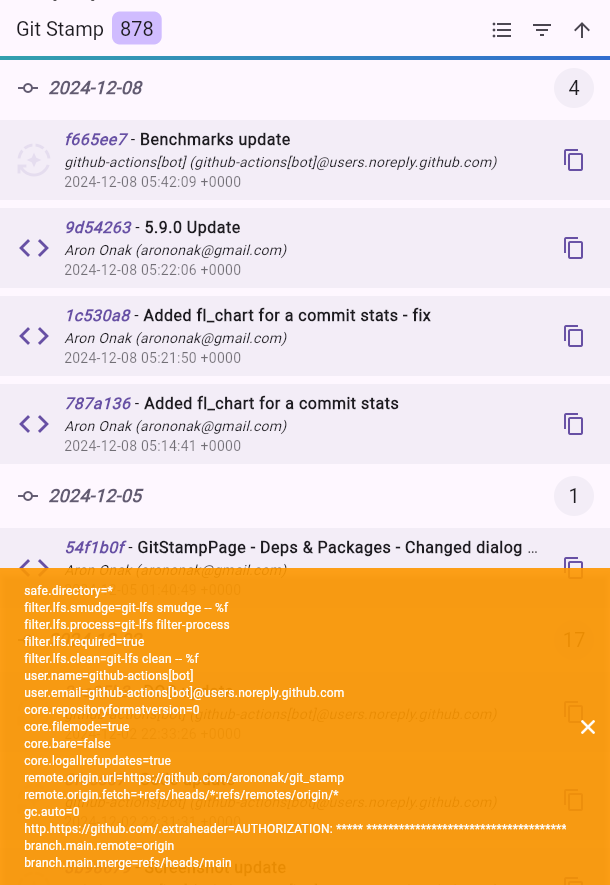 Git Stamp 878
2024-12-08 4
f665ee7 - Benchmarks update
github-actions[bot] (github-actions[bot]@users.noreply.github.com)
2024-12-08 05:42:09 +0000
9d54263 - 5.9.0 Update
Aron Onak (arononak@gmail.com)
2024-12-08 05:22:06 +0000
1c530a8 - Added fl_chart for a commit stats - fix
Aron Onak (arononak@gmail.com)
2024-12-08 05:21:50 +0000
787a136 - Added fl_chart for a commit stats
Aron Onak (arononak@gmail.com)
2024-12-08 05:14:41 +0000
2024-12-05 1
54f1b0f - GitStampPage - Deps & Packages - Changed dialog ...
Aron Onak (arononak@gmail.com)
safe.directory=*
filter.lfs.smudge=git-lfs smudge -- %f
filter.lfs.process=git-lfs filter-process
filter.lfs.required=true
17
filter.lfs.clean=git-lfs clean -- %f
user.name=github-actions[bot]
user.email=github-actions[bot]@users.noreply.github.com
core.repositoryformatversion=0
core.filemode=true
core.bare=false
core.logallrefupdates=true
remote.origin.url=https://github.com/arononak/git_stamp
remote.origin.fetch=+refs/heads/*:refs/remotes/origin/*
gc.auto=0
http.https://github.com/.extraheader=AUTHORIZATION: ***** ****************************************
branch.main.remote=origin
branch.main.merge=refs/heads/main